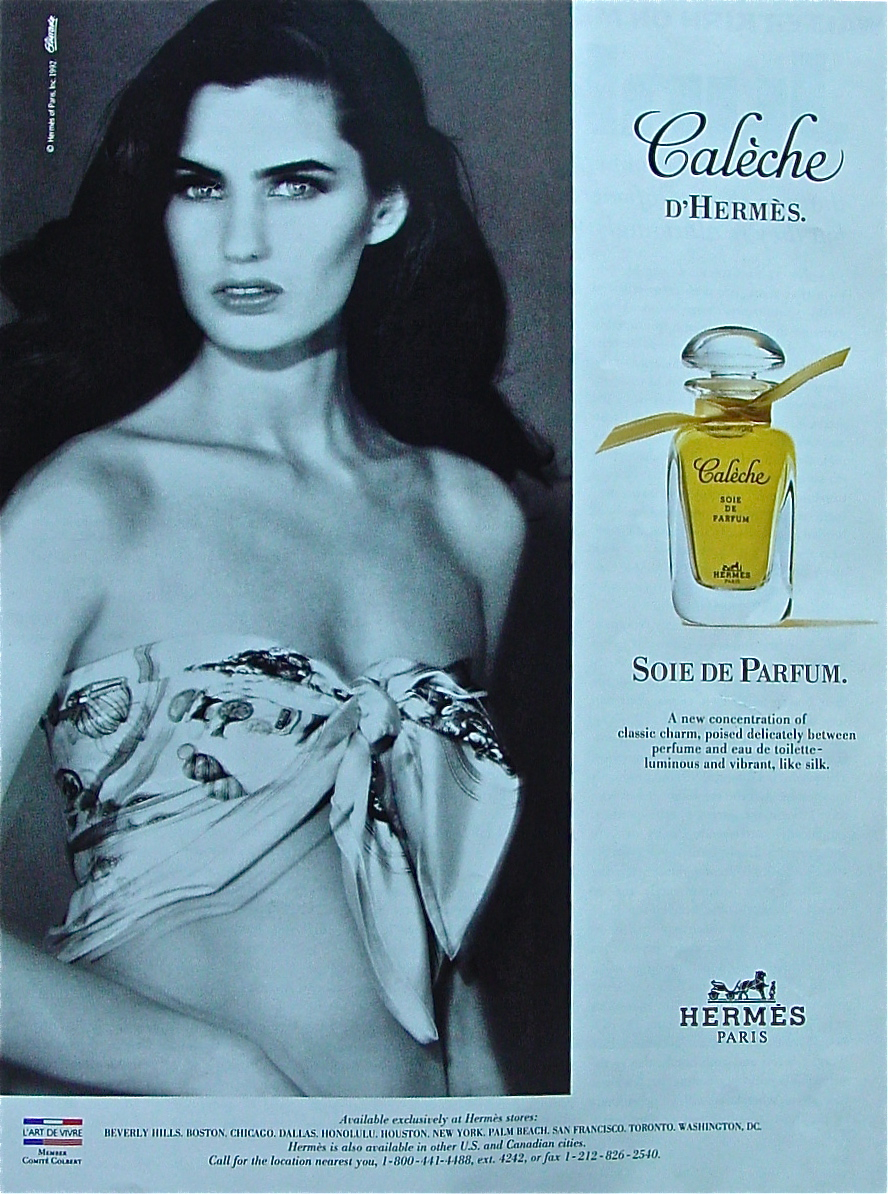 © Hermès of Paris, Inc. 1992
Calèche
D'HERMÈS.
Calèche
SOIE
DE
PARFUM
HERMÈS
PARIS
SOIE DE PARFUM.
A new concentration of
classic charm, poised delicately between
perfume and eau de toilette-
luminous and vibrant, like silk.
HERMÈS
PARIS
L'ART DE VIVRE
MEMBER
COMITÉ COLBERT
Available exclusively at Hermès stores:
BEVERLY HILLS. BOSTON. CHICAGO. DALLAS. HONOLULU. HOUSTON. NEW YORK. PALM BEACH. SAN FRANCISCO. TORONTO. WASHINGTON, DC.
Hermès is also available in other U.S. and Canadian cities.
Call for the location nearest you, 1-800-441-4488, ext. 4242, or fax 1-212-826-2540.